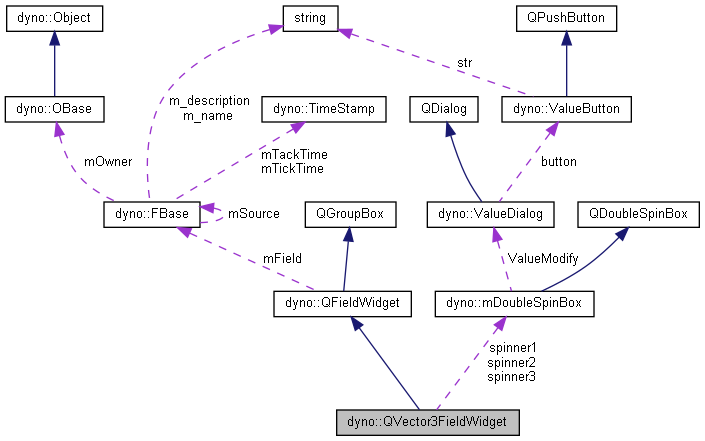 dyno::Object
string
QPushButton
str
dyno::OBase
m_description
m_name
dyno::TimeStamp
QDialog
dyno::ValueButton
mOwner
mTackTime
mTickTime
button
dyno::FBase
mSource
QGroupBox
dyno::ValueDialog
QDoubleSpinBox
mField
ValueModify
dyno::QFieldWidget
dyno::mDoubleSpinBox
spinner1
spinner2
spinner3
dyno::QVector3FieldWidget